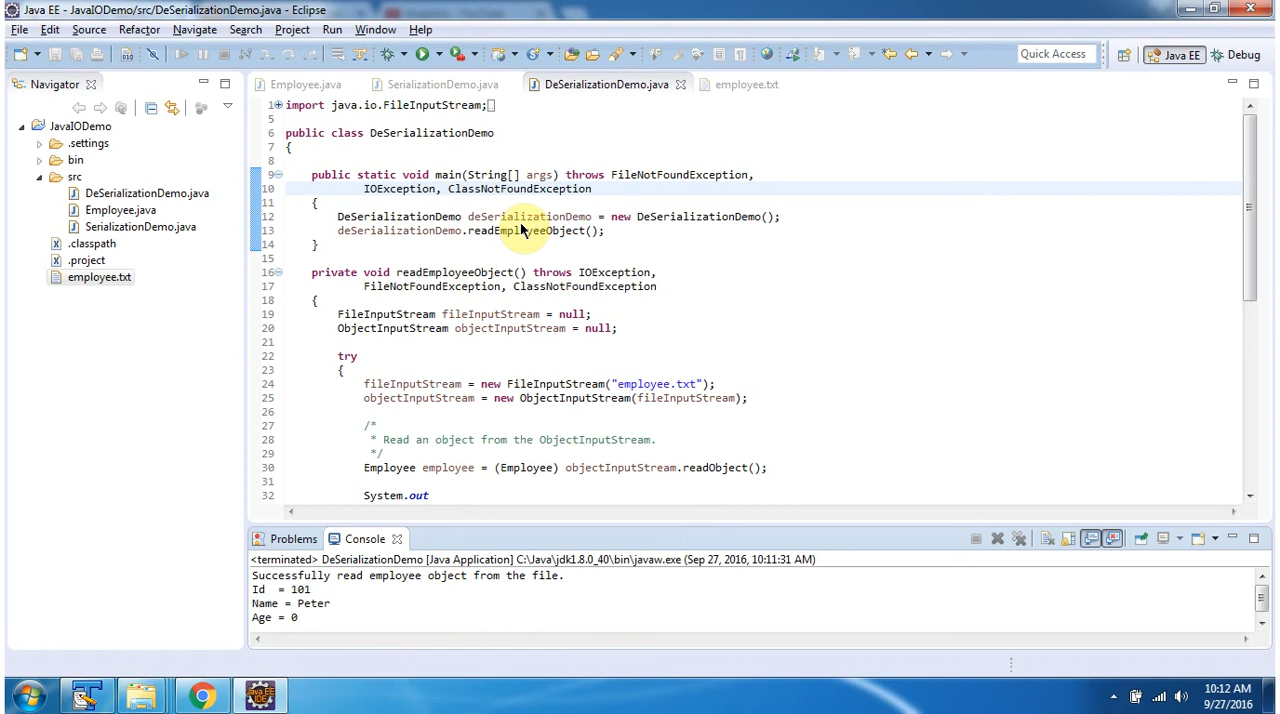 Java EE - JavaIODemo/src/DeSerializationDemo.java - Eclipse
File Edit Source Refactor Navigate Search Project Run Window Help
Quick Access Java EE Debug
Navigator
Employee.java SerializationDemo.java DeSerializationDemo.java employee.txt
JavaIODemo
.settings
bin
src
DeSerializationDemo.java
Employee.java
SerializationDemo.java
.classpath
.project
employee.txt
1 import java.io.FileInputStream;
5
6 public class DeSerializationDemo
7 {
8
9 public static void main(String[] args) throws FileNotFoundException,
10 IOException, ClassNotFoundException
11 {
12 DeSerializationDemo deSerializationDemo = new DeSerializationDemo();
13 deSerializationDemo.readEmployeeObject();
14 }
15
16 private void readEmployeeObject() throws IOException,
17 FileNotFoundException, ClassNotFoundException
18 {
19 FileInputStream fileInputStream = null;
20 ObjectInputStream objectInputStream = null;
21
22 try
23 {
24 fileInputStream = new FileInputStream("employee.txt");
25 objectInputStream = new ObjectInputStream(fileInputStream);
26
27 /*
28 * Read an object from the ObjectInputStream.
29 */
30 Employee employee = (Employee) objectInputStream.readObject();
31
32 System.out
Problems Console
<terminated> DeSerializationDemo [Java Application] C:\Java\jdk1.8.0_40\bin\javaw.exe (Sep 27, 2016, 10:11:31 AM)
Successfully read employee object from the file.
Id = 101
Name = Peter
Age = 0
Java EE
IDE
10:12 AM
9/27/2016